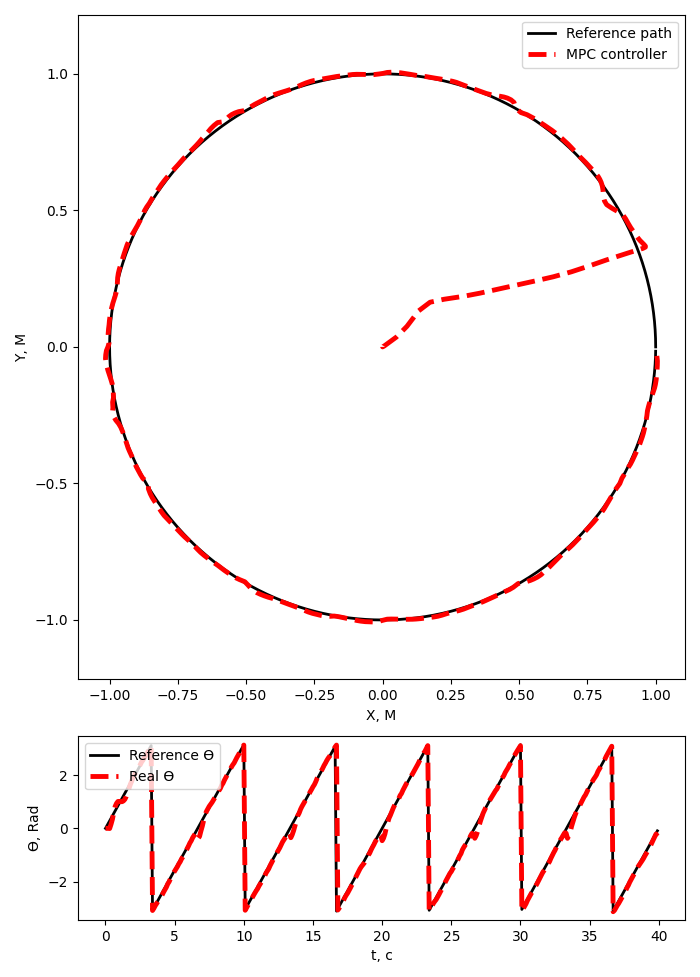 Reference path
MPC controller
1.0
0.5
0.0
−0.5
−1.0
Y, M
−1.00 −0.75 −0.50 −0.25 0.00 0.25 0.50 0.75 1.00
X, M
Reference Θ
Real Θ
2
0
−2
Θ, Rad
0 5 10 15 20 25 30 35 40
t, c